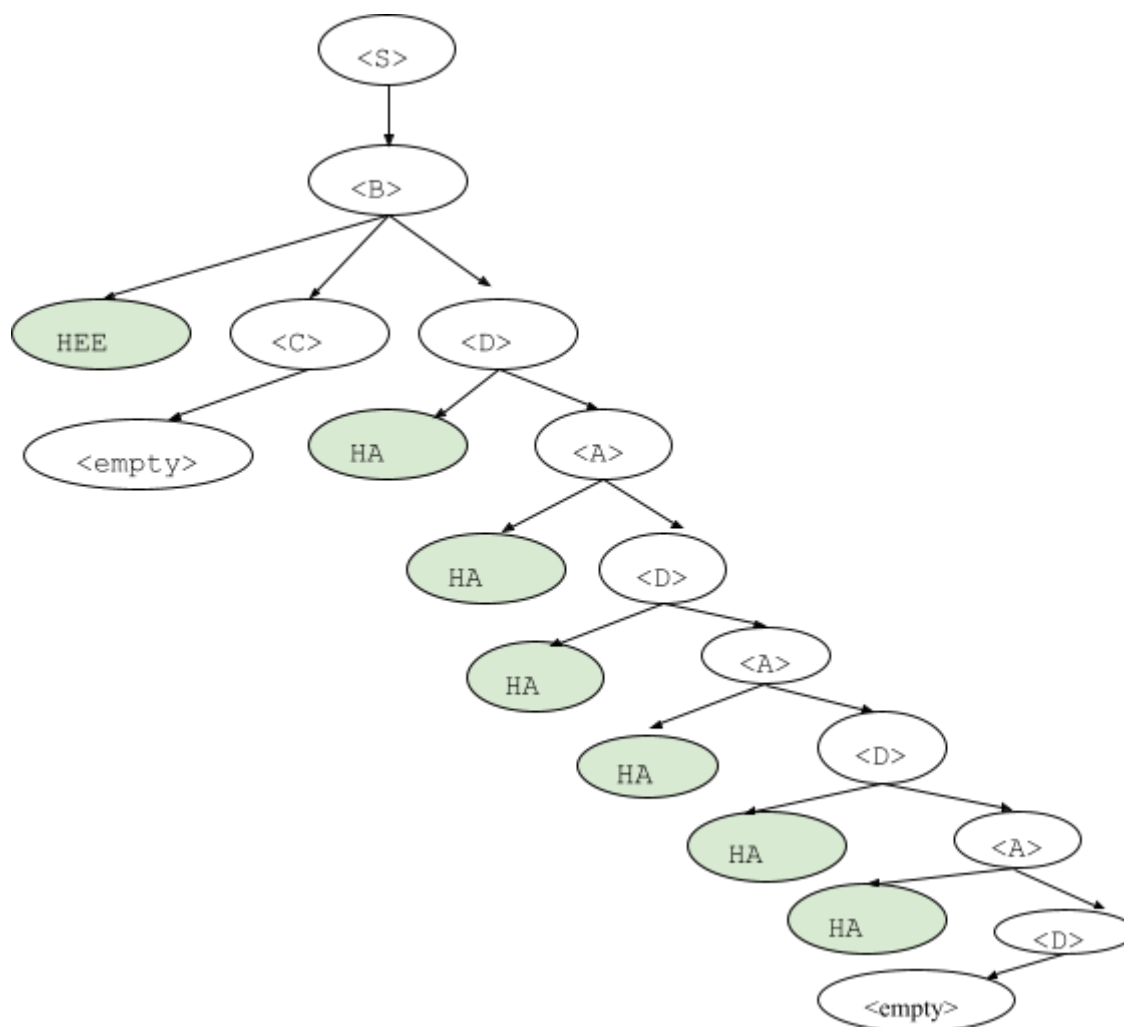 <S>
<B>
HEE
<C>
<D>
<empty>
HA
<A>
HA
<D>
HA
<A>
HA
<D>
HA
<A>
HA
<D>
<empty>